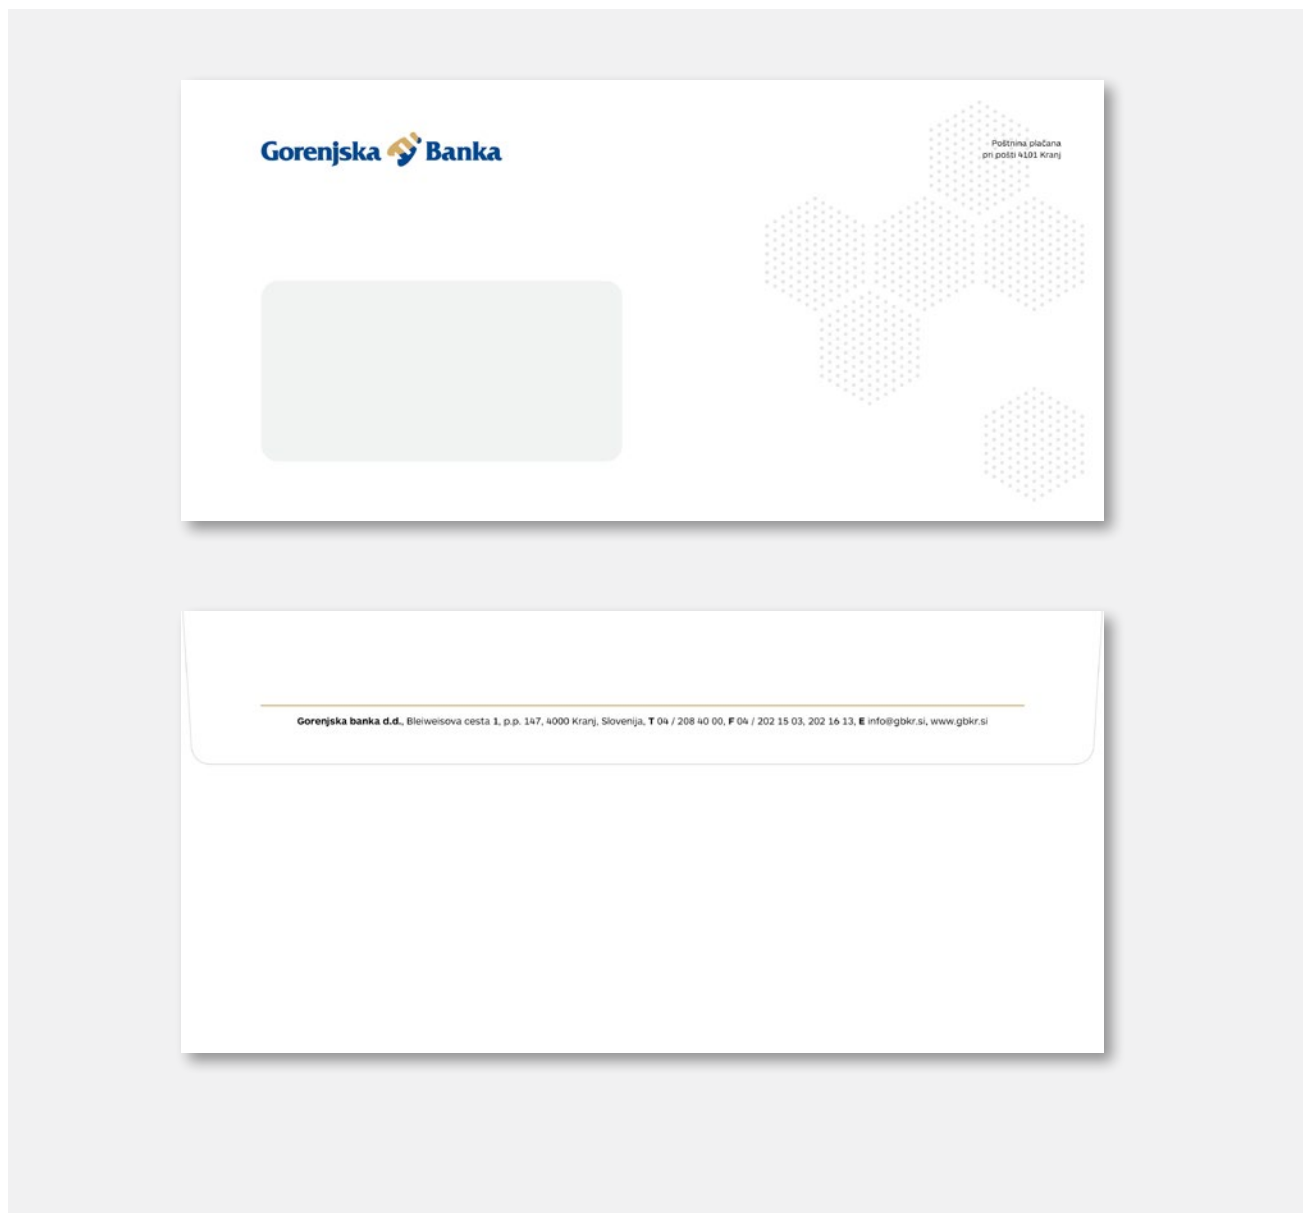 Gorenjska Banka
Poštnina plačana
pri pošti 4101 Kranj
Gorenjska banka d.d., Bleiweisova cesta 1, p.p. 147, 4000 Kranj, Slovenija, T 04 / 208 40 00, F 04 / 202 15 03, 202 16 13, E info@gbkr.si, www.gbkr.si